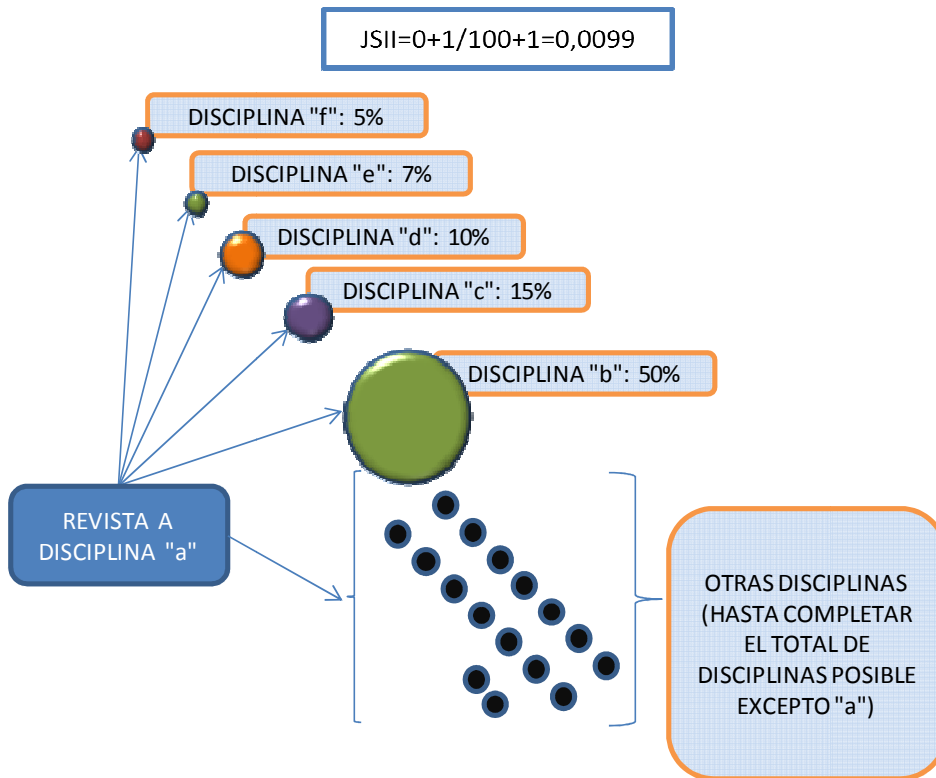 JSII=0+1/100+1=0,0099
DISCIPLINA "f": 5%
DISCIPLINA "e": 7%
DISCIPLINA "d": 10%
DISCIPLINA "c": 15%
DISCIPLINA "b": 50%
REVISTA A
DISCIPLINA "a"
OTRAS DISCIPLINAS
(HASTA COMPLETAR
EL TOTAL DE
DISCIPLINAS POSIBLE
EXCEPTO "a")